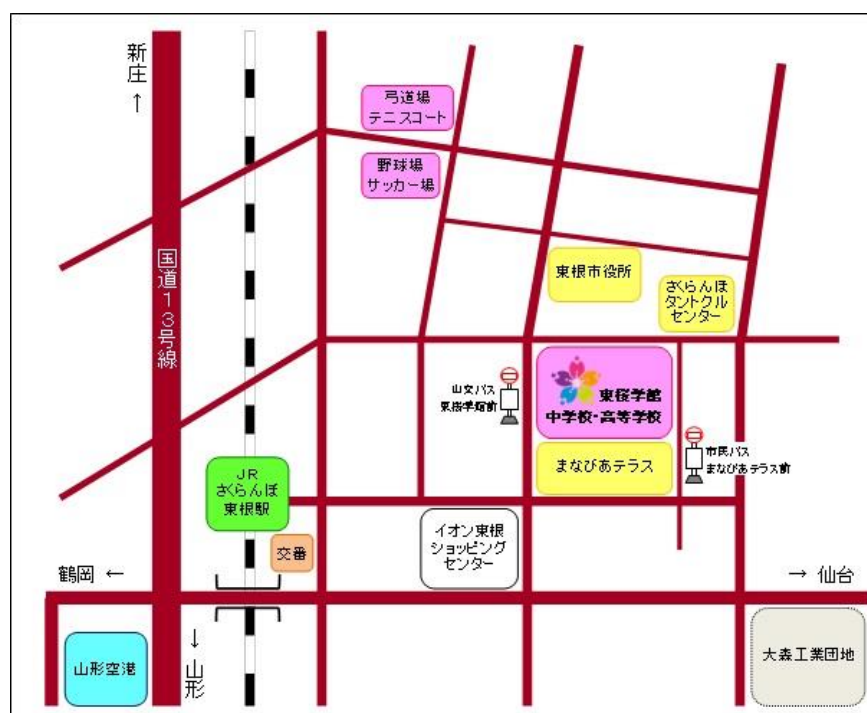 新庄
↑
弓道場
テニスコート
野球場
サッカー場
国道13号線
東根市役所
さくらんぼ
タントクル
センター
山交バス
東桜学館前
東桜学館
中学校・高等学校
市民バス
まなびあテラス前
まなびあテラス
JR
さくらんぼ
東根駅
イオン東根
ショッピング
センター
交番
鶴岡 ←
→ 仙台
山形空港
↓
山形
大森工業団地